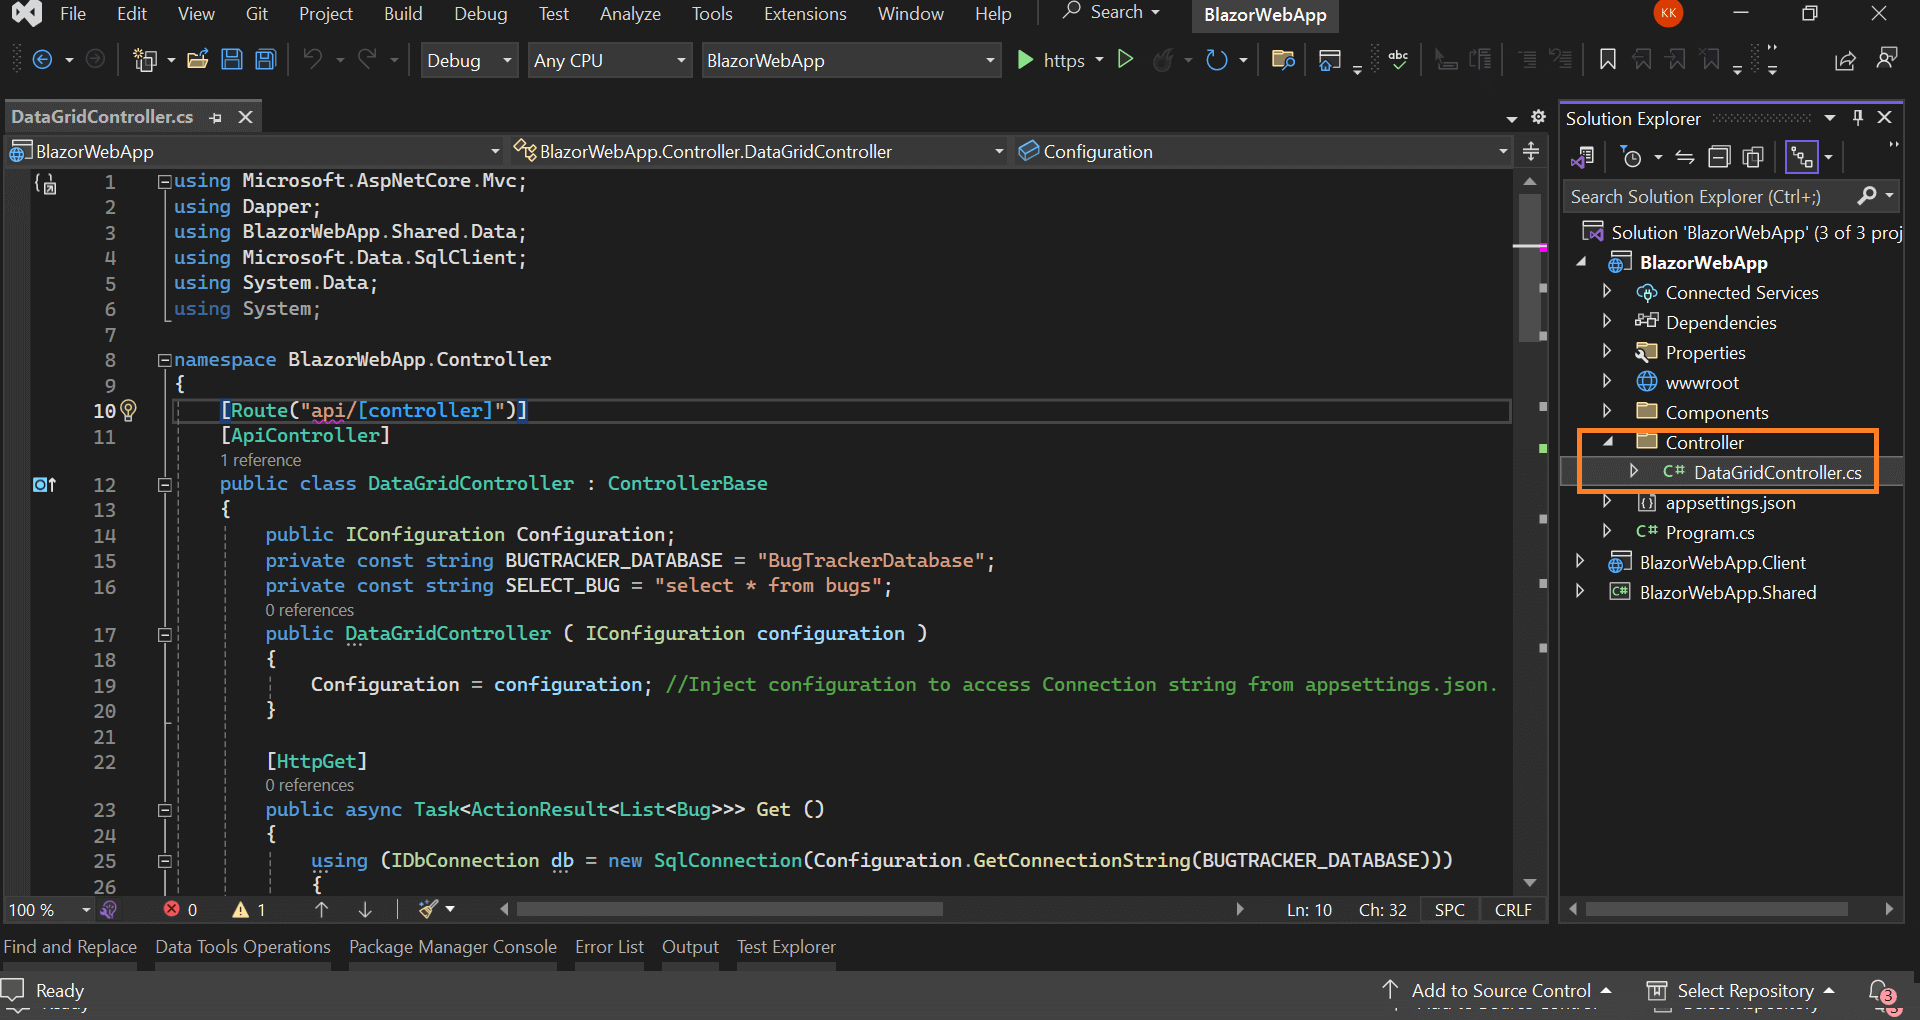 File Edit View Git Project Build Debug Test Analyze Tools Extensions Window Help Search BlazorWebApp KK
Debug Any CPU BlazorWebApp https abc
DataGridController.cs
BlazorWebApp BlazorWebApp.Controller.DataGridController Configuration
1 using Microsoft.AspNetCore.Mvc;
2 using Dapper;
3 using BlazorWebApp.Shared.Data;
4 using Microsoft.Data.SqlClient;
5 using System.Data;
6 using System;
7
8 namespace BlazorWebApp.Controller
9 {
10 [Route("api/[controller]")]
11 [ApiController]
1 reference
12 public class DataGridController : ControllerBase
13 {
14 public IConfiguration Configuration;
15 private const string BUGTRACKER_DATABASE = "BugTrackerDatabase";
16 private const string SELECT_BUG = "select * from bugs";
0 references
17 public DataGridController ( IConfiguration configuration )
18 {
19 Configuration = configuration; //Inject configuration to access Connection string from appsettings.json.
20 }
21
22 [HttpGet]
0 references
23 public async Task<ActionResult<List<Bug>>> Get ()
24 {
25 using (IDbConnection db = new SqlConnection(Configuration.GetConnectionString(BUGTRACKER_DATABASE)))
26 {
100 % 0 1 Ln: 10 Ch: 32 SPC CRLF
Solution Explorer
Search Solution Explorer (Ctrl+;)
Solution 'BlazorWebApp' (3 of 3 proj
BlazorWebApp
Connected Services
Dependencies
Properties
wwwroot
Components
Controller
C# DataGridController.cs
appsettings.json
C# Program.cs
BlazorWebApp.Client
C# BlazorWebApp.Shared
Find and Replace Data Tools Operations Package Manager Console Error List Output Test Explorer
Ready Add to Source Control Select Repository 3